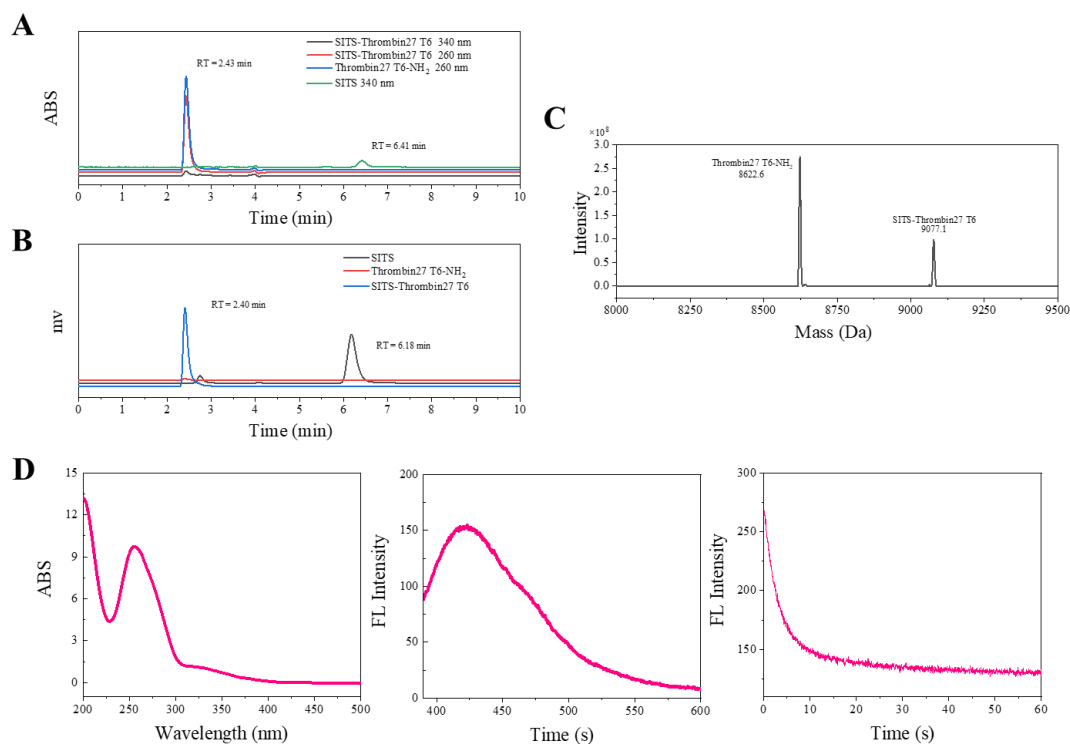 A
SITS-Thrombin27 T6 340 nm
SITS-Thrombin27 T6 260 nm
Thrombin27 T6-NH2 260 nm
SITS 340 nm
RT = 2.43 min
RT = 6.41 min
ABS
0 1 2 3 4 5 6 7 8 9 10
Time (min)
B
SITS
Thrombin27 T6-NH2
SITS-Thrombin27 T6
RT = 2.40 min
RT = 6.18 min
mv
0 1 2 3 4 5 6 7 8 9 10
Time (min)
C
×10⁸
3.0
2.5
2.0
1.5
1.0
0.5
0.0
Intensity
Thrombin27 T6-NH2
8622.6
SITS-Thrombin27 T6
9077.1
8000 8250 8500 8750 9000 9250 9500
Mass (Da)
D
15
12
9
6
3
0
ABS
200 250 300 350 400 450 500
Wavelength (nm)
200
150
100
50
0
FL Intensity
400 450 500 550 600
Time (s)
300
250
200
150
FL Intensity
0 10 20 30 40 50 60
Time (s)